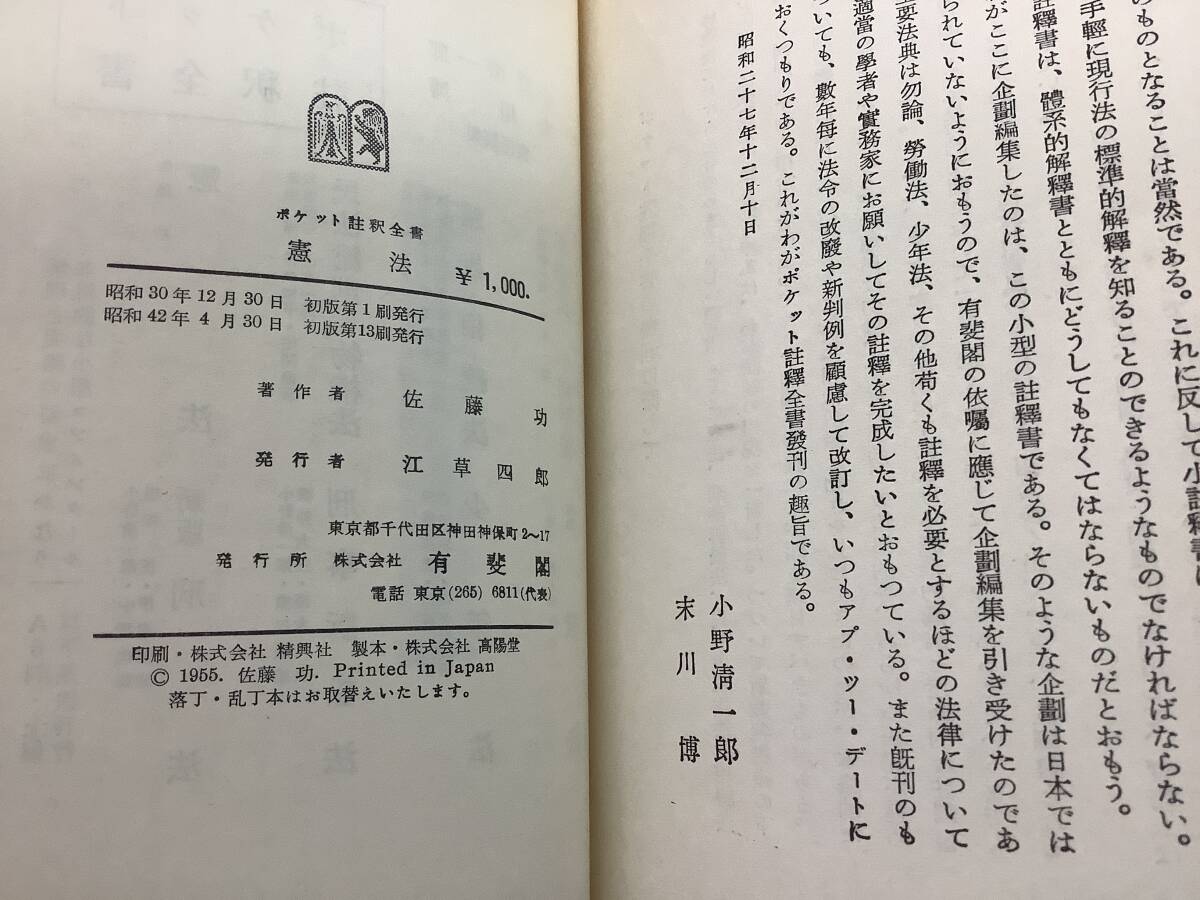 のものとなることは当然である。これに反して小註釋書は
手輕に現行法の標準的解釋を知ることのできるようなものでなければならない。
註釋書は、體系的解釋書とともにどうしてもなくてはならないものだとおもう。
がここに企劃編集したのは、この小型の註釋書である。そのような企劃は日本では
られていないようにおもうので、有斐閣の依囑に應じて企劃編集を引き受けたのであ
主要法典は勿論、勞働法、少年法、その他苟くも註釋を必要とするほどの法律について
適當の學者や實務家にお願いしてその註釋を完成したいとおもつている。また旣刊のも
ついても、數年每に法令の改廢や新判例を顧慮して改訂し、いつもアプ・ツー・デートに
おくつもりである。これがわがポケット註釋全書發刊の趣旨である。
昭和二十七年十二月十日
小野淸一郎
末川博
ポケット註釈全書
憲法 ¥1,000.
昭和30年12月30日 初版第1刷発行
昭和42年4月30日 初版第13刷発行
著作者 佐藤功
発行者 江草四郎
東京都千代田区神田神保町2~17
発行所 株式会社 有斐閣
電話 東京(265)6811(代表)
印刷・株式会社 精興社 製本・株式会社 高陽堂
© 1955. 佐藤 功. Printed in Japan
落丁・乱丁本はお取替えいたします。